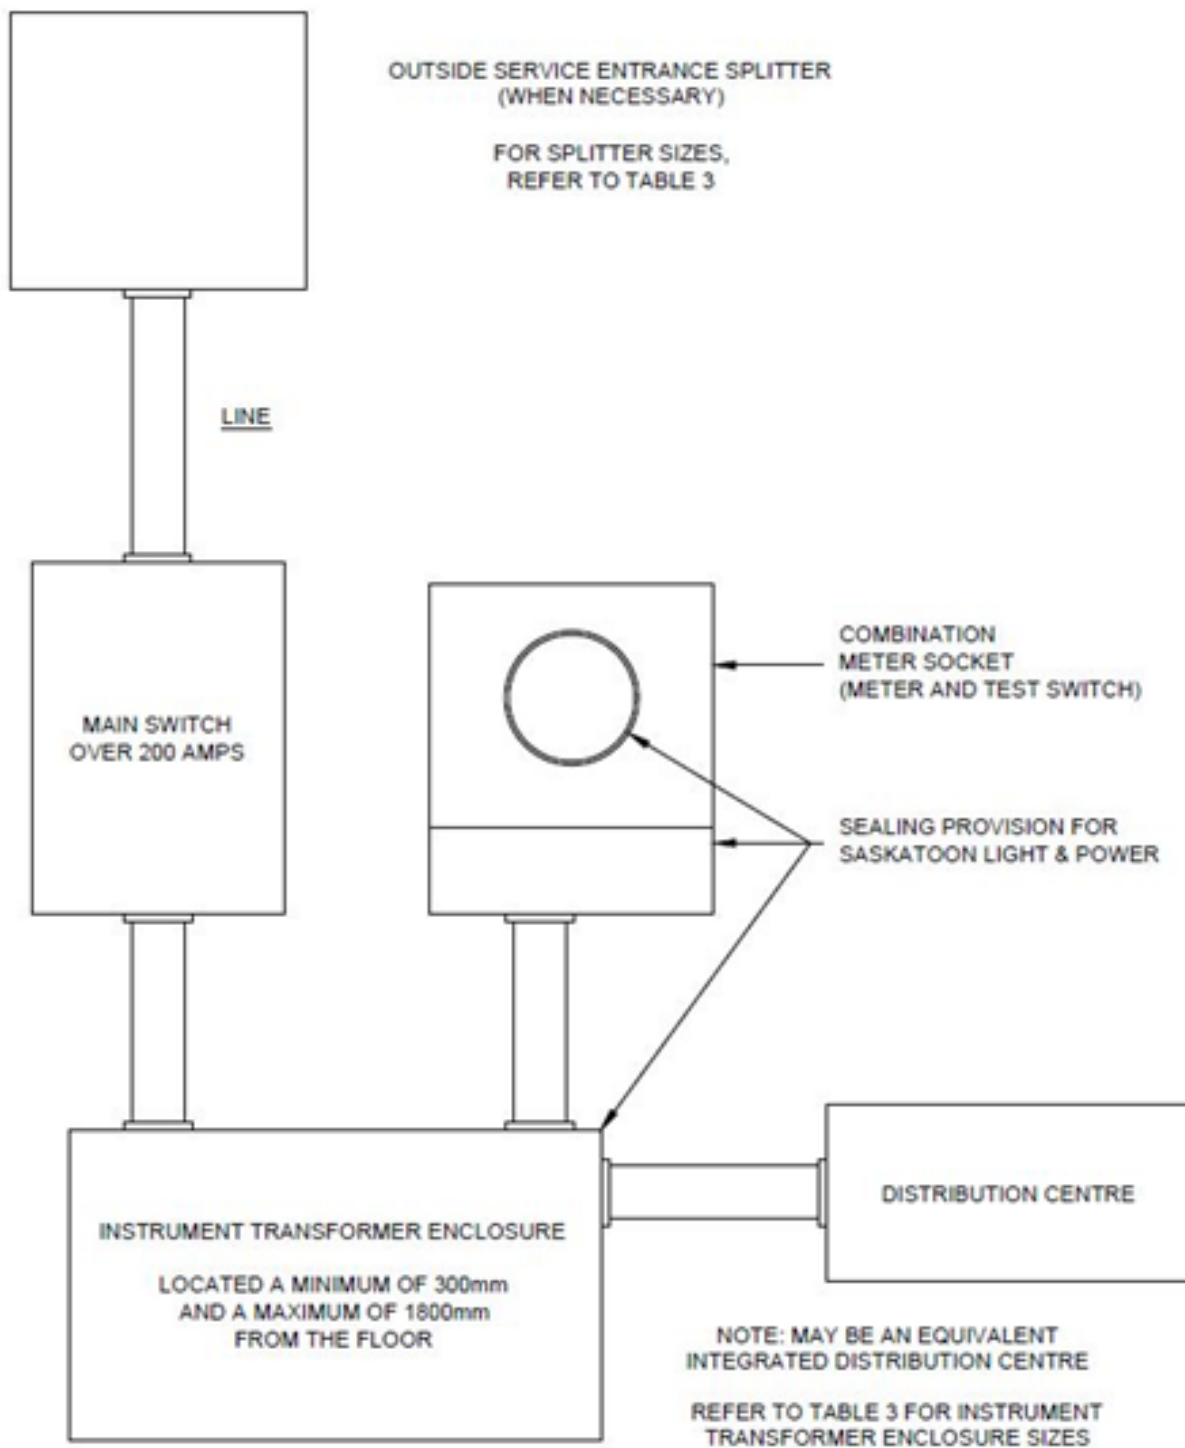 OUTSIDE SERVICE ENTRANCE SPLITTER
(WHEN NECESSARY)
FOR SPLITTER SIZES,
REFER TO TABLE 3
LINE
MAIN SWITCH
OVER 200 AMPS
COMBINATION
METER SOCKET
(METER AND TEST SWITCH)
SEALING PROVISION FOR
SASKATOON LIGHT & POWER
INSTRUMENT TRANSFORMER ENCLOSURE
LOCATED A MINIMUM OF 300mm
AND A MAXIMUM OF 1800mm
FROM THE FLOOR
DISTRIBUTION CENTRE
NOTE: MAY BE AN EQUIVALENT
INTEGRATED DISTRIBUTION CENTRE
REFER TO TABLE 3 FOR INSTRUMENT
TRANSFORMER ENCLOSURE SIZES